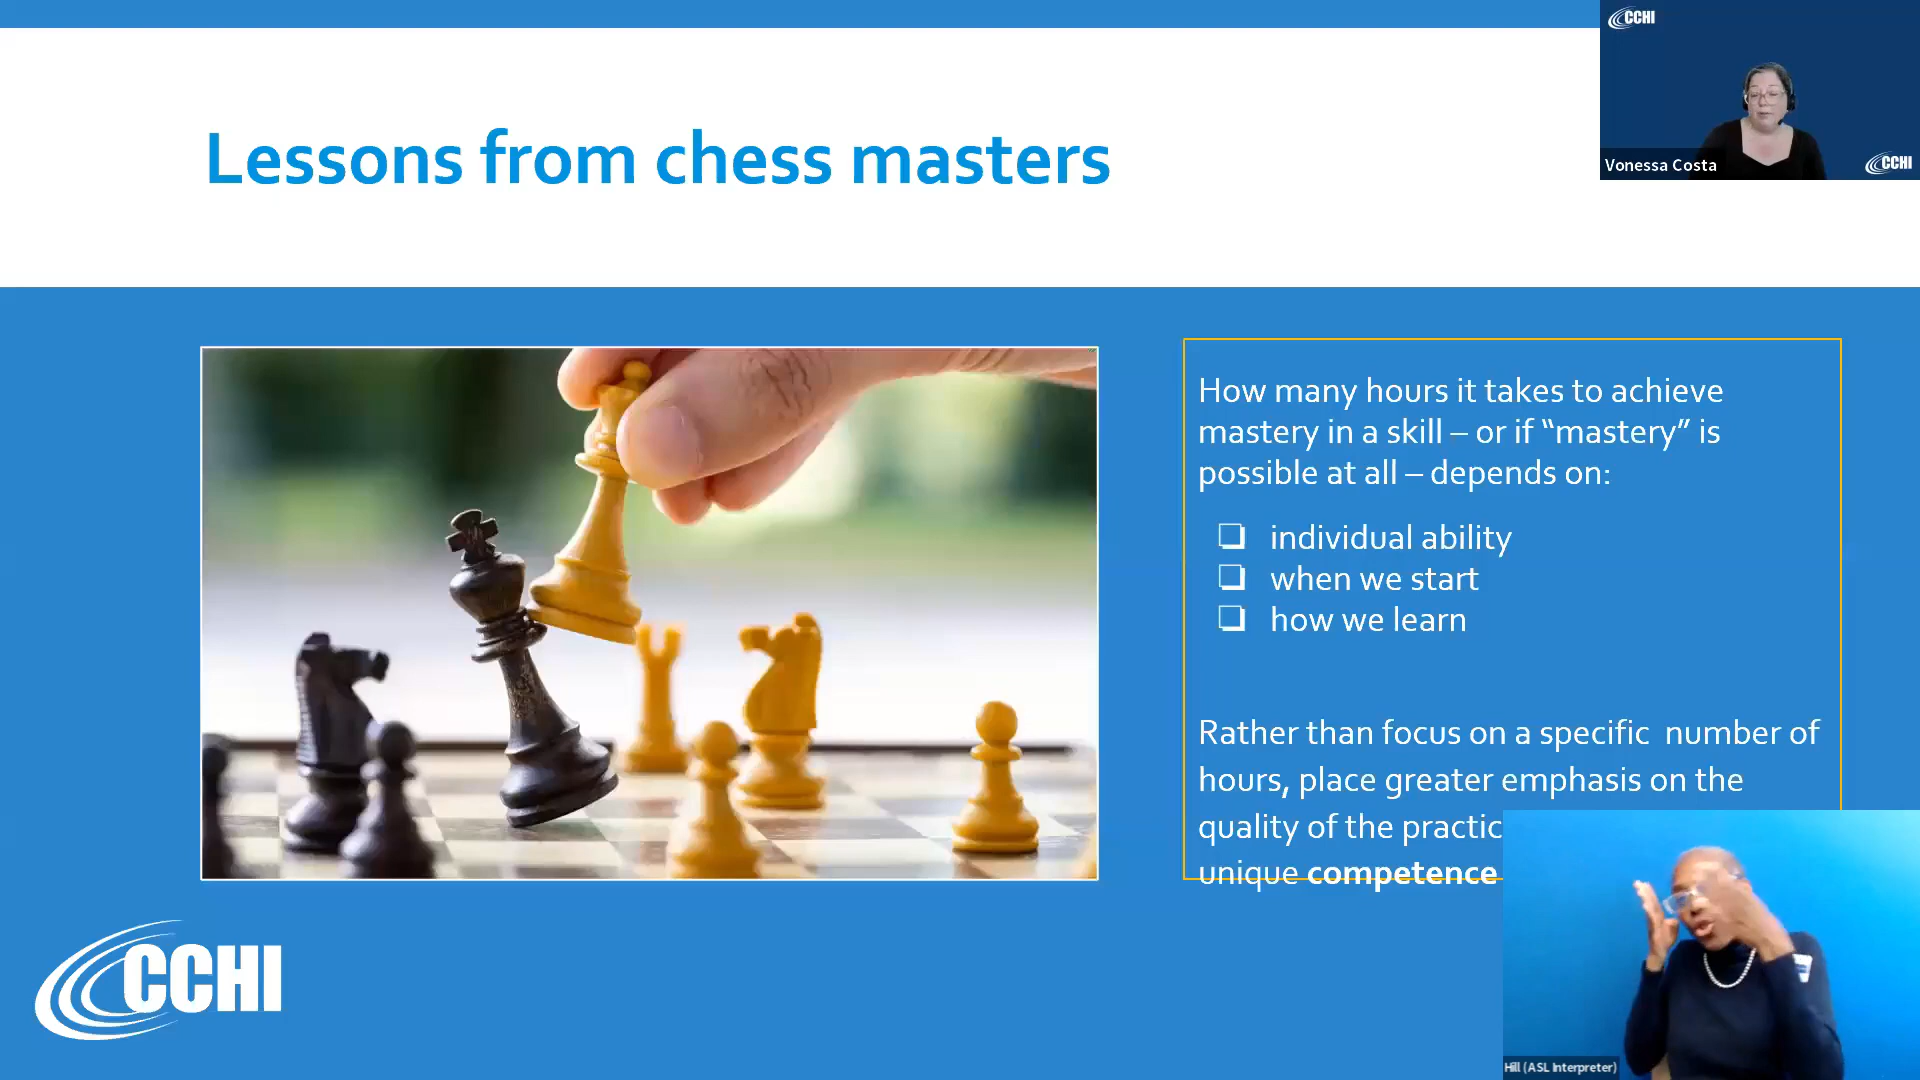 CCHI
Vonessa Costa
CCHI
Lessons from chess masters
How many hours it takes to achieve
mastery in a skill – or if “mastery” is
possible at all – depends on:
❏ individual ability
❏ when we start
❏ how we learn
Rather than focus on a specific number of
hours, place greater emphasis on the
quality of the practic
unique competence
CCHI
Hill (ASL Interpreter)